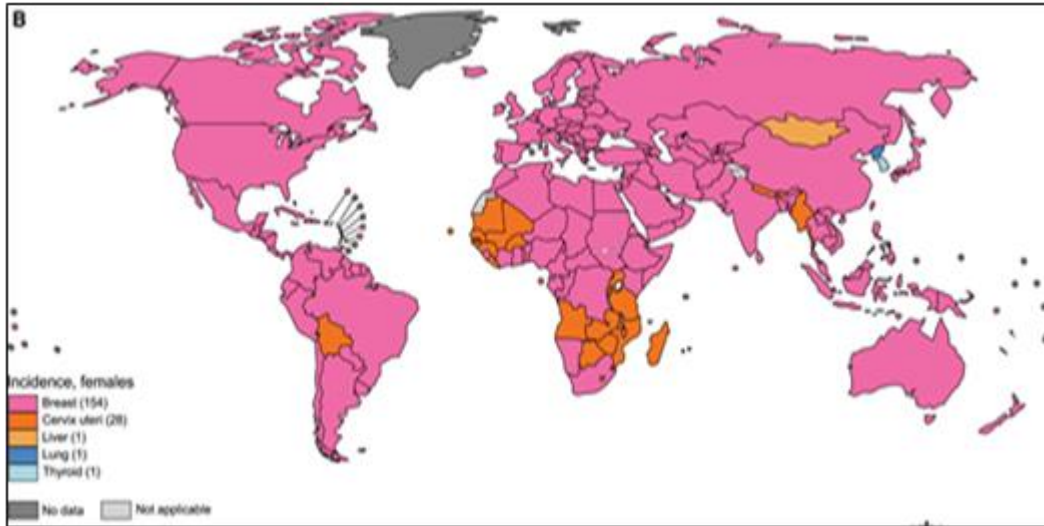 B
Incidence, females
Breast (154)
Cervix uteri (28)
Liver (1)
Lung (1)
Thyroid (1)
No data
Not applicable